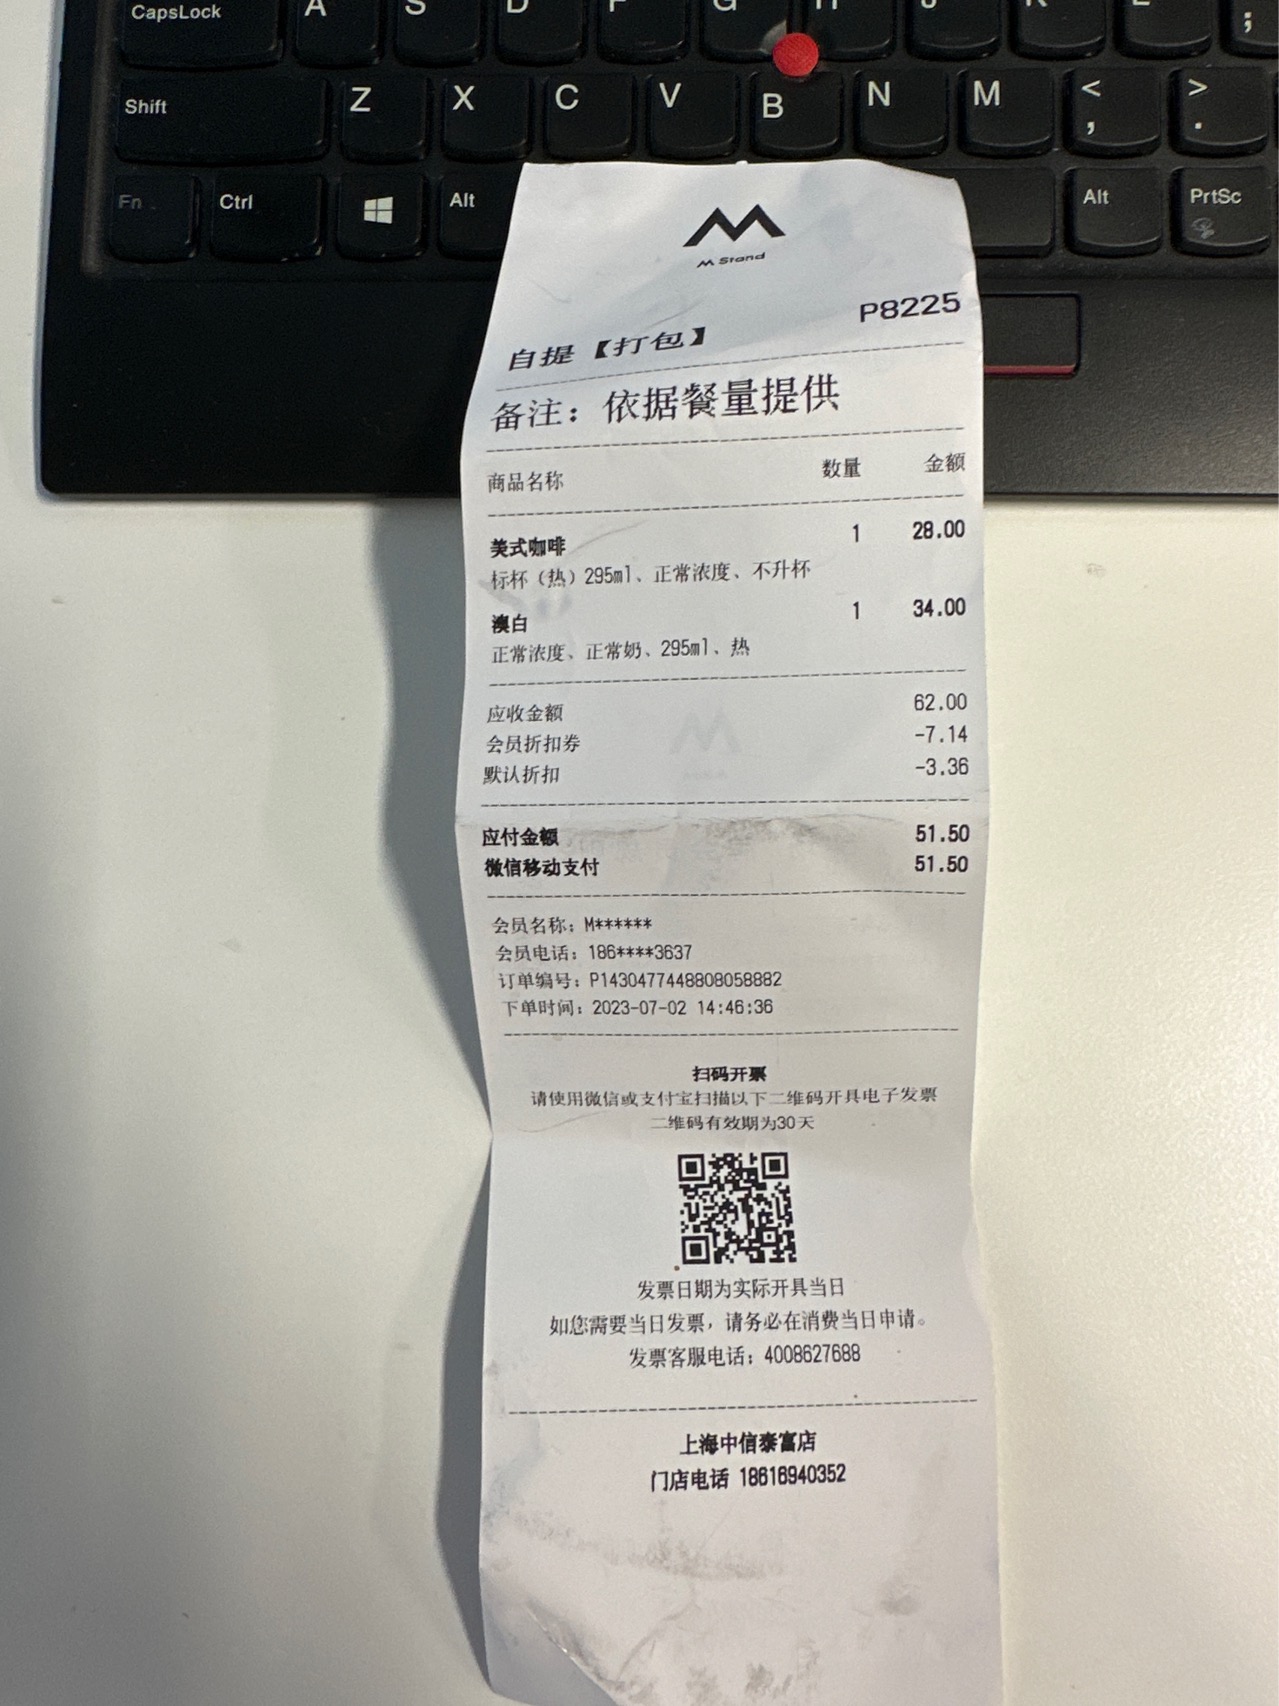 CapsLock A S D F G H J K L ;
Shift Z X C V B N M < , > .
Fn Ctrl Alt Alt PrtSc
M Stand
P8225
自提【打包】
备注：依据餐量提供
商品名称 数量 金额
美式咖啡 1 28.00
标杯（热）295ml、正常浓度、不升杯
澳白 1 34.00
正常浓度、正常奶、295ml、热
应收金额 62.00
会员折扣券 -7.14
默认折扣 -3.36
应付金额 51.50
微信移动支付 51.50
会员名称：M******
会员电话：186****3637
订单编号：P1430477448808058882
下单时间：2023-07-02 14:46:36
扫码开票
请使用微信或支付宝扫描以下二维码开具电子发票
二维码有效期为30天
发票日期为实际开具当日
如您需要当日发票，请务必在消费当日申请。
发票客服电话：4008627688
上海中信泰富店
门店电话 18616940352